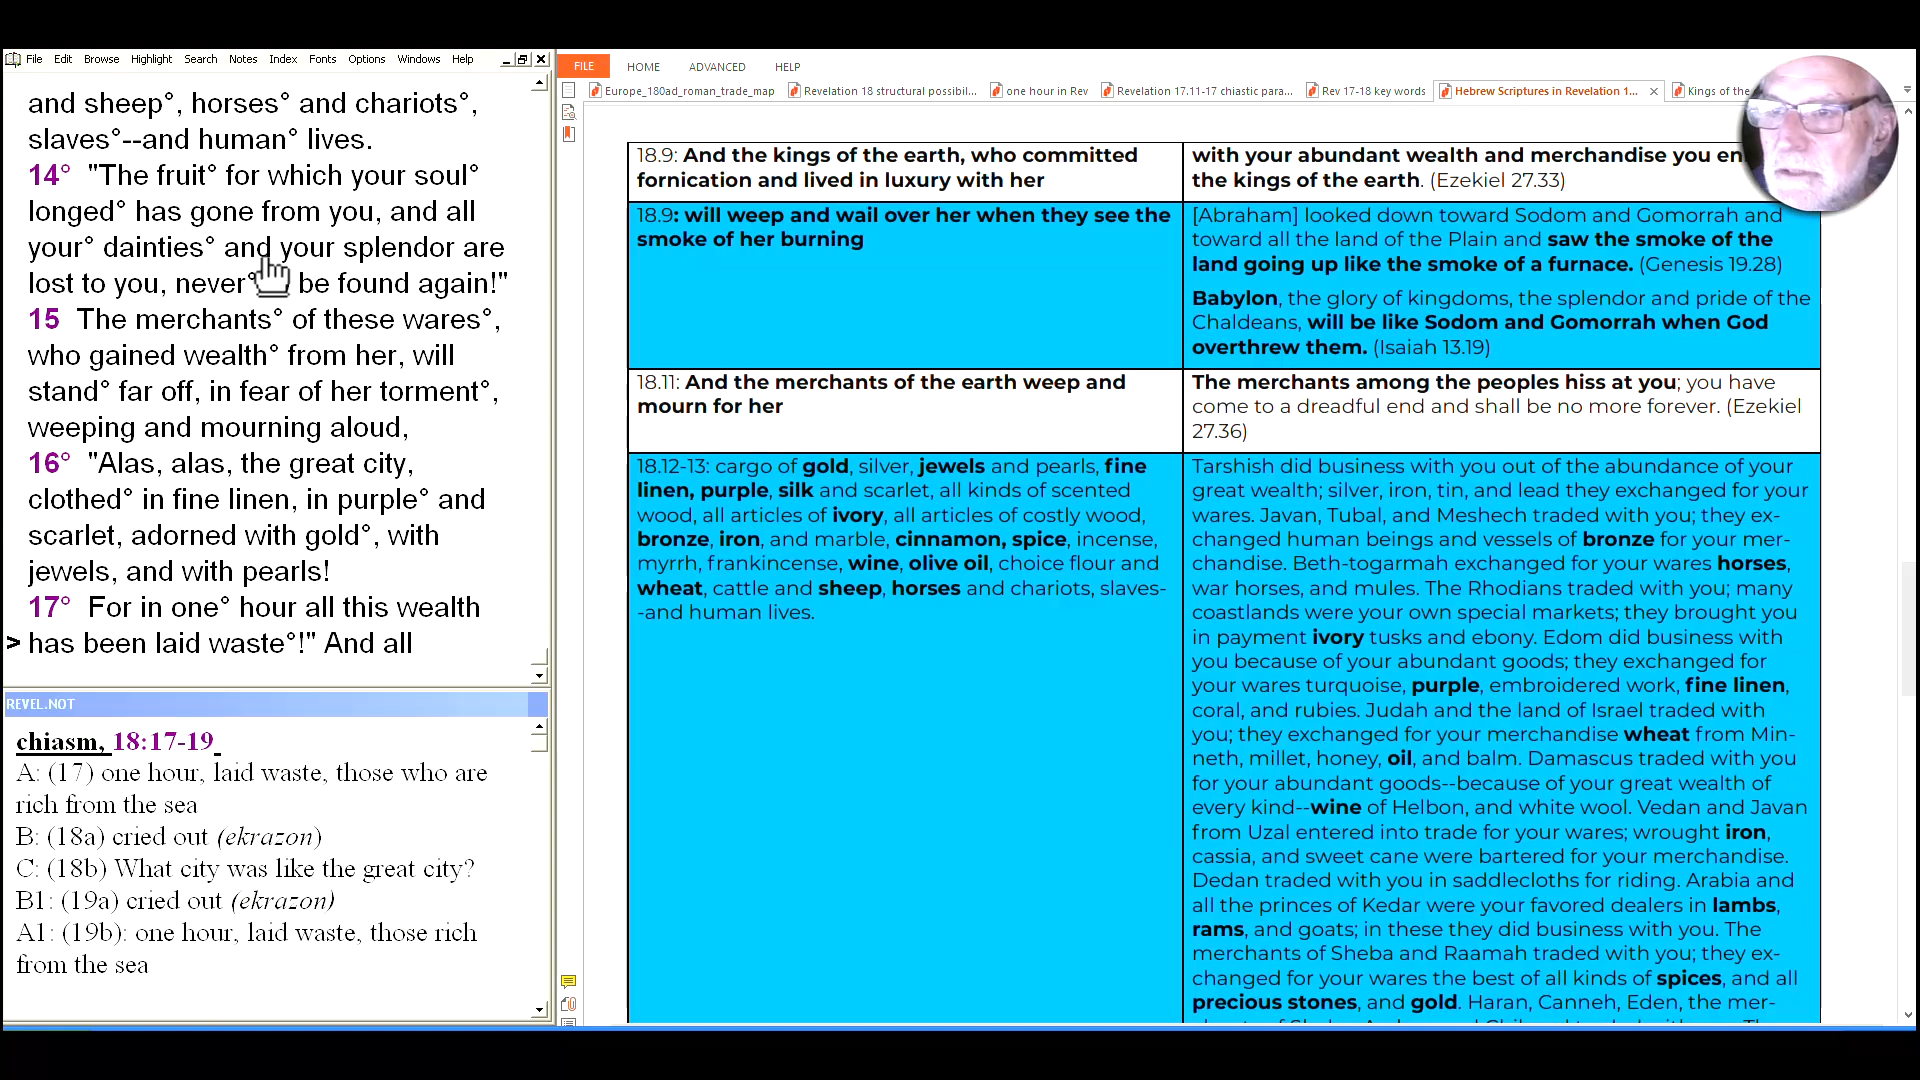 File Edit Browse Highlight Search Notes Index Fonts Options Windows Help
and sheep°, horses° and chariots°,
slaves°--and human° lives.
14° "The fruit° for which your soul°
longed° has gone from you, and all
your° dainties° and your splendor are
lost to you, never° be found again!"
15 The merchants° of these wares°,
who gained wealth° from her, will
stand° far off, in fear of her torment°,
weeping and mourning aloud,
16° "Alas, alas, the great city,
clothed° in fine linen, in purple° and
scarlet, adorned with gold°, with
jewels, and with pearls!
17° For in one° hour all this wealth
> has been laid waste°!" And all
REVEL.NOT
chiasm, 18:17-19
A: (17) one hour, laid waste, those who are
rich from the sea
B: (18a) cried out (ekrazon)
C: (18b) What city was like the great city?
B1: (19a) cried out (ekrazon)
A1: (19b): one hour, laid waste, those rich
from the sea
FILE HOME ADVANCED HELP
Europe_180ad_roman_trade_map
Revelation 18 structural possibil...
one hour in Rev
Revelation 17.11-17 chiastic para...
Rev 17-18 key words
Hebrew Scriptures in Revelation 1...
Kings of the
18.9: And the kings of the earth, who committed
fornication and lived in luxury with her
with your abundant wealth and merchandise you
the kings of the earth. (Ezekiel 27.33)
18.9: will weep and wail over her when they see the
smoke of her burning
[Abraham] looked down toward Sodom and Gomorrah and
toward all the land of the Plain and saw the smoke of the
land going up like the smoke of a furnace. (Genesis 19.28)
Babylon, the glory of kingdoms, the splendor and pride of the
Chaldeans, will be like Sodom and Gomorrah when God
overthrew them. (Isaiah 13.19)
18.11: And the merchants of the earth weep and
mourn for her
The merchants among the peoples hiss at you; you have
come to a dreadful end and shall be no more forever. (Ezekiel
27.36)
18.12-13: cargo of gold, silver, jewels and pearls, fine
linen, purple, silk and scarlet, all kinds of scented
wood, all articles of ivory, all articles of costly wood,
bronze, iron, and marble, cinnamon, spice, incense,
myrrh, frankincense, wine, olive oil, choice flour and
wheat, cattle and sheep, horses and chariots, slaves-
-and human lives.
Tarshish did business with you out of the abundance of your
great wealth; silver, iron, tin, and lead they exchanged for your
wares. Javan, Tubal, and Meshech traded with you; they ex-
changed human beings and vessels of bronze for your mer-
chandise. Beth-togarmah exchanged for your wares horses,
war horses, and mules. The Rhodians traded with you; many
coastlands were your own special markets; they brought you
in payment ivory tusks and ebony. Edom did business with
you because of your abundant goods; they exchanged for
your wares turquoise, purple, embroidered work, fine linen,
coral, and rubies. Judah and the land of Israel traded with
you; they exchanged for your merchandise wheat from Min-
neth, millet, honey, oil, and balm. Damascus traded with you
for your abundant goods--because of your great wealth of
every kind--wine of Helbon, and white wool. Vedan and Javan
from Uzal entered into trade for your wares; wrought iron,
cassia, and sweet cane were bartered for your merchandise.
Dedan traded with you in saddlecloths for riding. Arabia and
all the princes of Kedar were your favored dealers in lambs,
rams, and goats; in these they did business with you. The
merchants of Sheba and Raamah traded with you; they ex-
changed for your wares the best of all kinds of spices, and all
precious stones, and gold. Haran, Canneh, Eden, the mer-